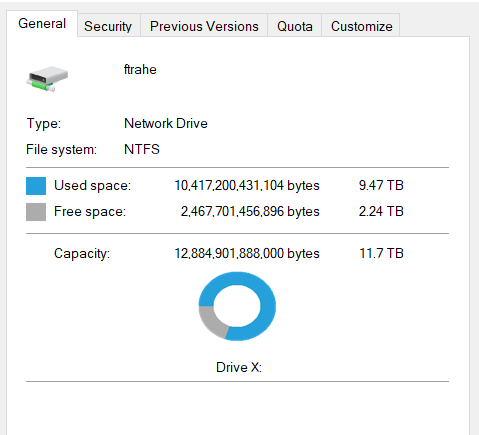 General Security Previous Versions Quota Customize
ftrahe
Type: Network Drive
File system: NTFS
Used space: 10,417,200,431,104 bytes 9.47 TB
Free space: 2,467,701,456,896 bytes 2.24 TB
Capacity: 12,884,901,888,000 bytes 11.7 TB
Drive X: